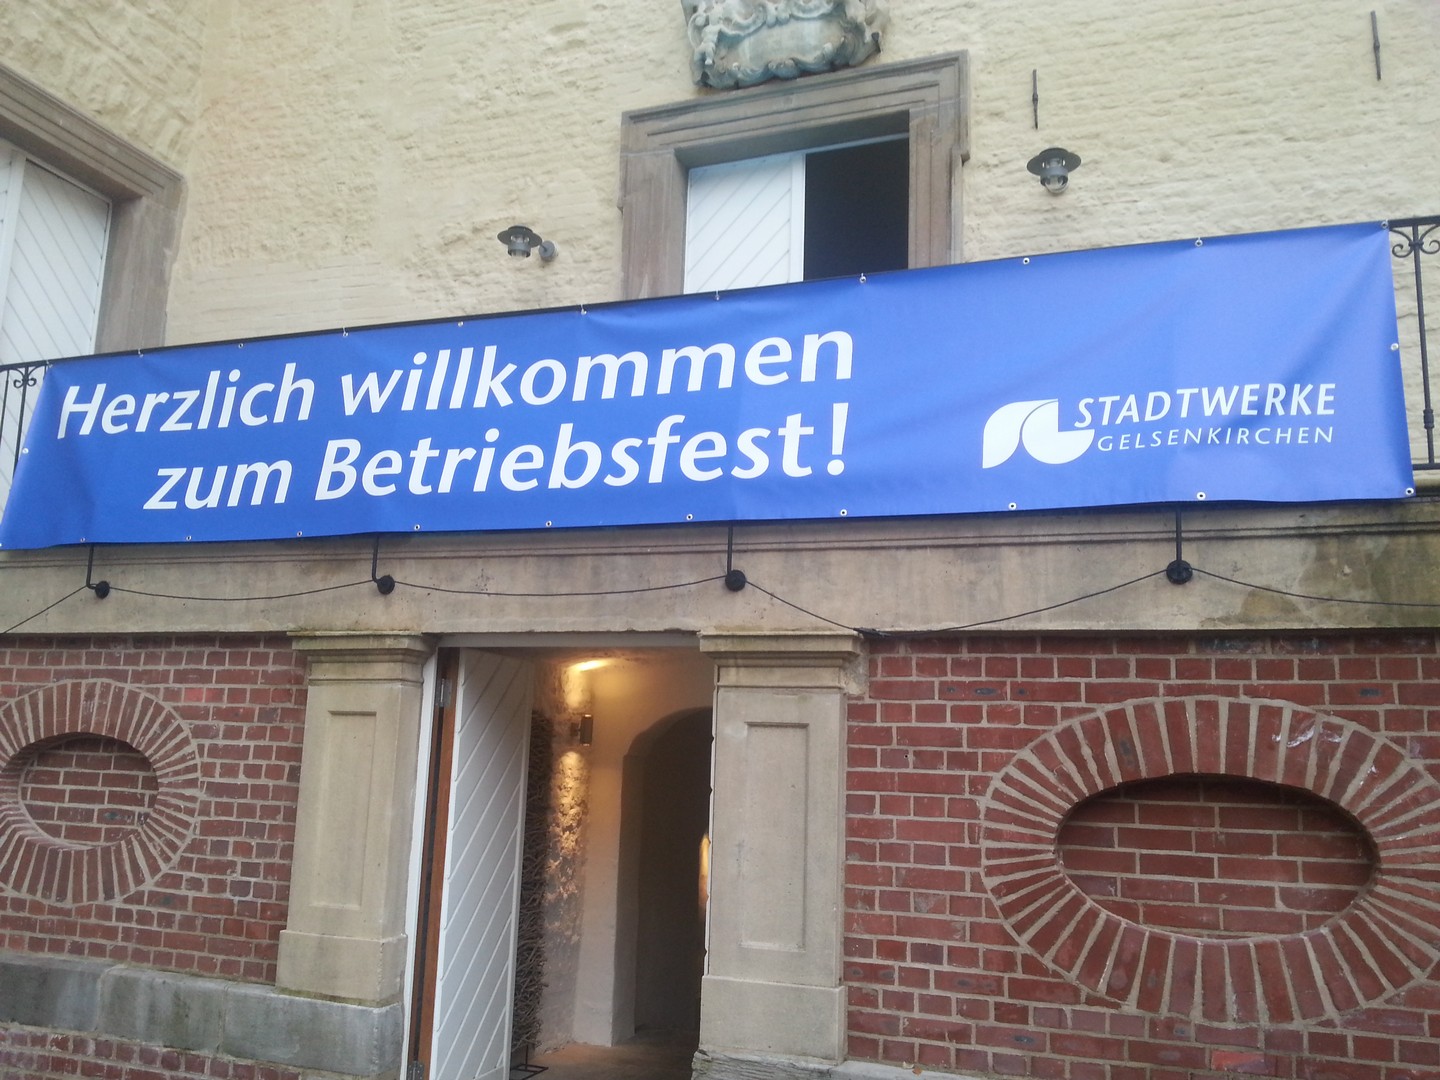 Herzlich willkommen
zum Betriebsfest!
STADTWERKE
GELSENKIRCHEN